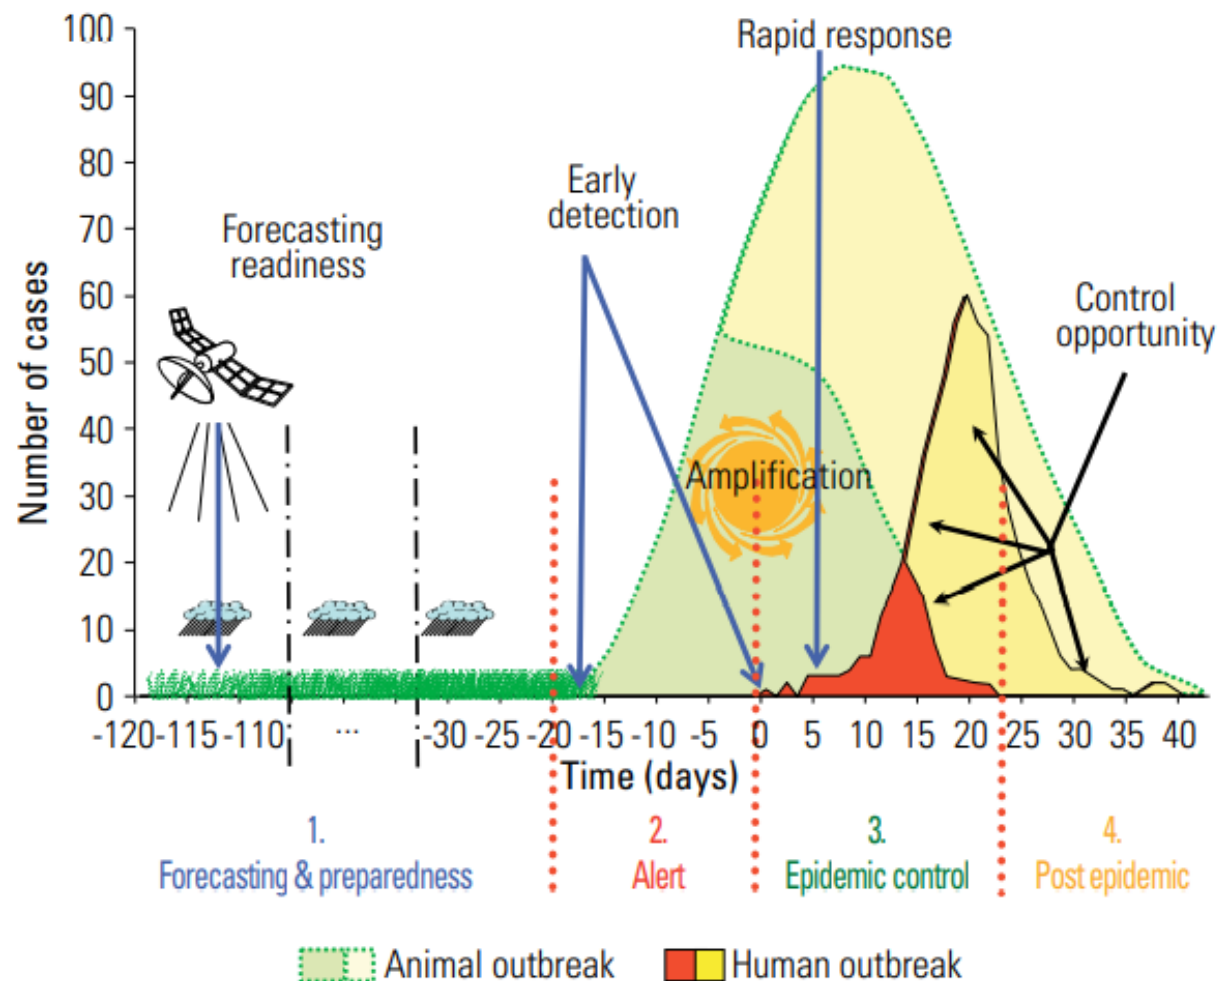 Number of cases
100
90
80
70
60
50
40
30
20
10
0
Rapid response
Early
detection
Forecasting
readiness
Control
opportunity
Amplification
-120 -115 -110 ... -30 -25 -20 -15 -10 -5 0 5 10 15 20 25 30 35 40
Time (days)
1.
Forecasting & preparedness
2.
Alert
3.
Epidemic control
4.
Post epidemic
Animal outbreak
Human outbreak